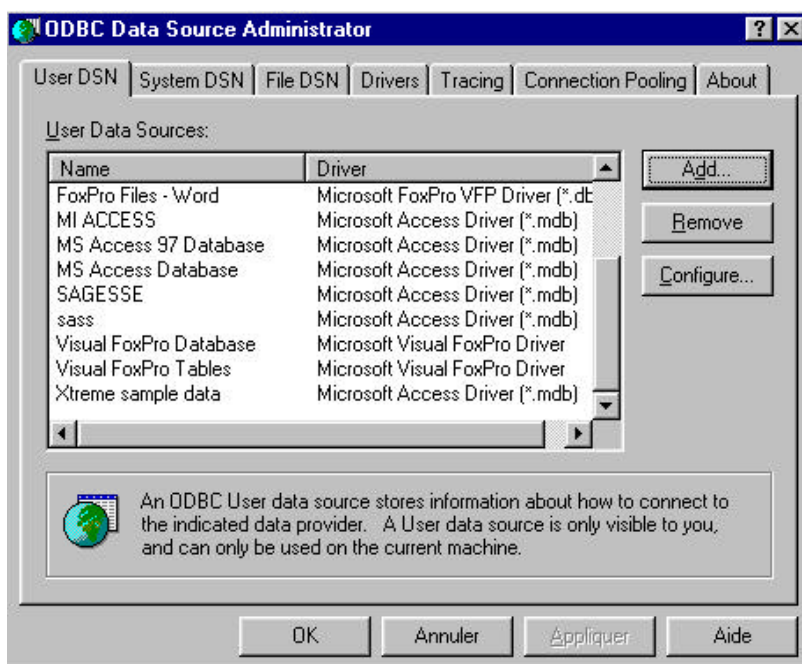 ODBC Data Source Administrator
User DSN System DSN File DSN Drivers Tracing Connection Pooling About
User Data Sources:
Name Driver
FoxPro Files - Word Microsoft FoxPro VFP Driver (*.db
MI ACCESS Microsoft Access Driver (*.mdb)
MS Access 97 Database Microsoft Access Driver (*.mdb)
MS Access Database Microsoft Access Driver (*.mdb)
SAGESSE Microsoft Access Driver (*.mdb)
sass Microsoft Access Driver (*.mdb)
Visual FoxPro Database Microsoft Visual FoxPro Driver
Visual FoxPro Tables Microsoft Visual FoxPro Driver
Xtreme sample data Microsoft Access Driver (*.mdb)
Add...
Remove
Configure...
An ODBC User data source stores information about how to connect to
the indicated data provider. A User data source is only visible to you,
and can only be used on the current machine.
OK Annuler Appliquer Aide